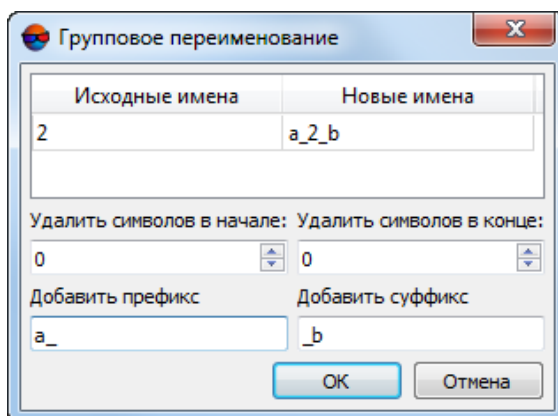 Групповое переименование
Исходные имена Новые имена
2 a_2_b
Удалить символов в начале: Удалить символов в конце:
0 0
Добавить префикс Добавить суффикс
a_ _b
ОК Отмена